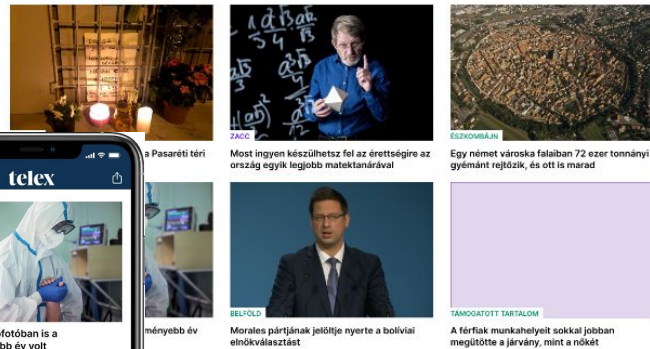 ZACC
ÉSZKOMBÁJN
a Pasaréti téri
Most ingyen készülhetsz fel az érettségire az
ország egyik legjobb matektanárával
Egy német városka falaiban 72 ezer tonnányi
gyémánt rejtőzik, és ott is marad
telex
BELFÖLD
TÁMOGATOTT TARTALOM
fotóban is a
bb év volt
ményebb év
Morales pártjának jelöltje nyerte a bolíviai
elnökválasztást
A férfiak munkahelyeit sokkal jobban
megütötte a járvány, mint a nőkét